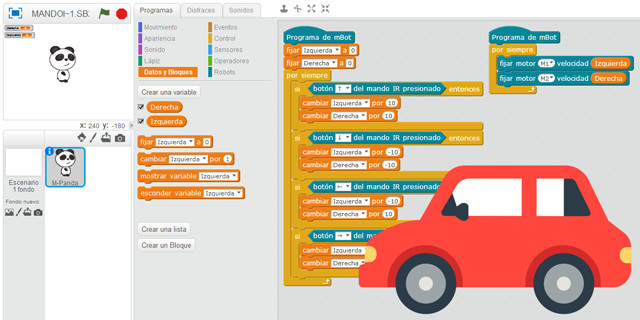 MANDOI~1.SB:
Programas
Disfraces
Sonidos
Movimiento
Eventos
Apariencia
Control
Sonido
Sensores
Lápiz
Operadores
Datos y Bloques
Robots
Crear una variable
Derecha
Izquierda
fijar Izquierda a 0
cambiar Izquierda por 1
mostrar variable Izquierda
esconder variable Izquierda
Crear una lista
Crear un Bloque
x: 240 y: -180
Escenario
1 fondo
Fondo nuevo:
M-Panda
Programa de mBot
fijar Izquierda a 0
fijar Derecha a 0
por siempre
si botón ↑ del mando IR presionado entonces
cambiar Izquierda por 10
cambiar Derecha por 10
si botón ↓ del mando IR presionado entonces
cambiar Izquierda por -10
cambiar Derecha por -10
si botón ← del mando IR presionado
cambiar Izquierda por -10
cambiar Derecha por 10
si botón → del
cambiar Izquierda
cambiar Derecha
Programa de mBot
por siempre
fijar motor M1 velocidad Izquierda
fijar motor M2 velocidad Derecha